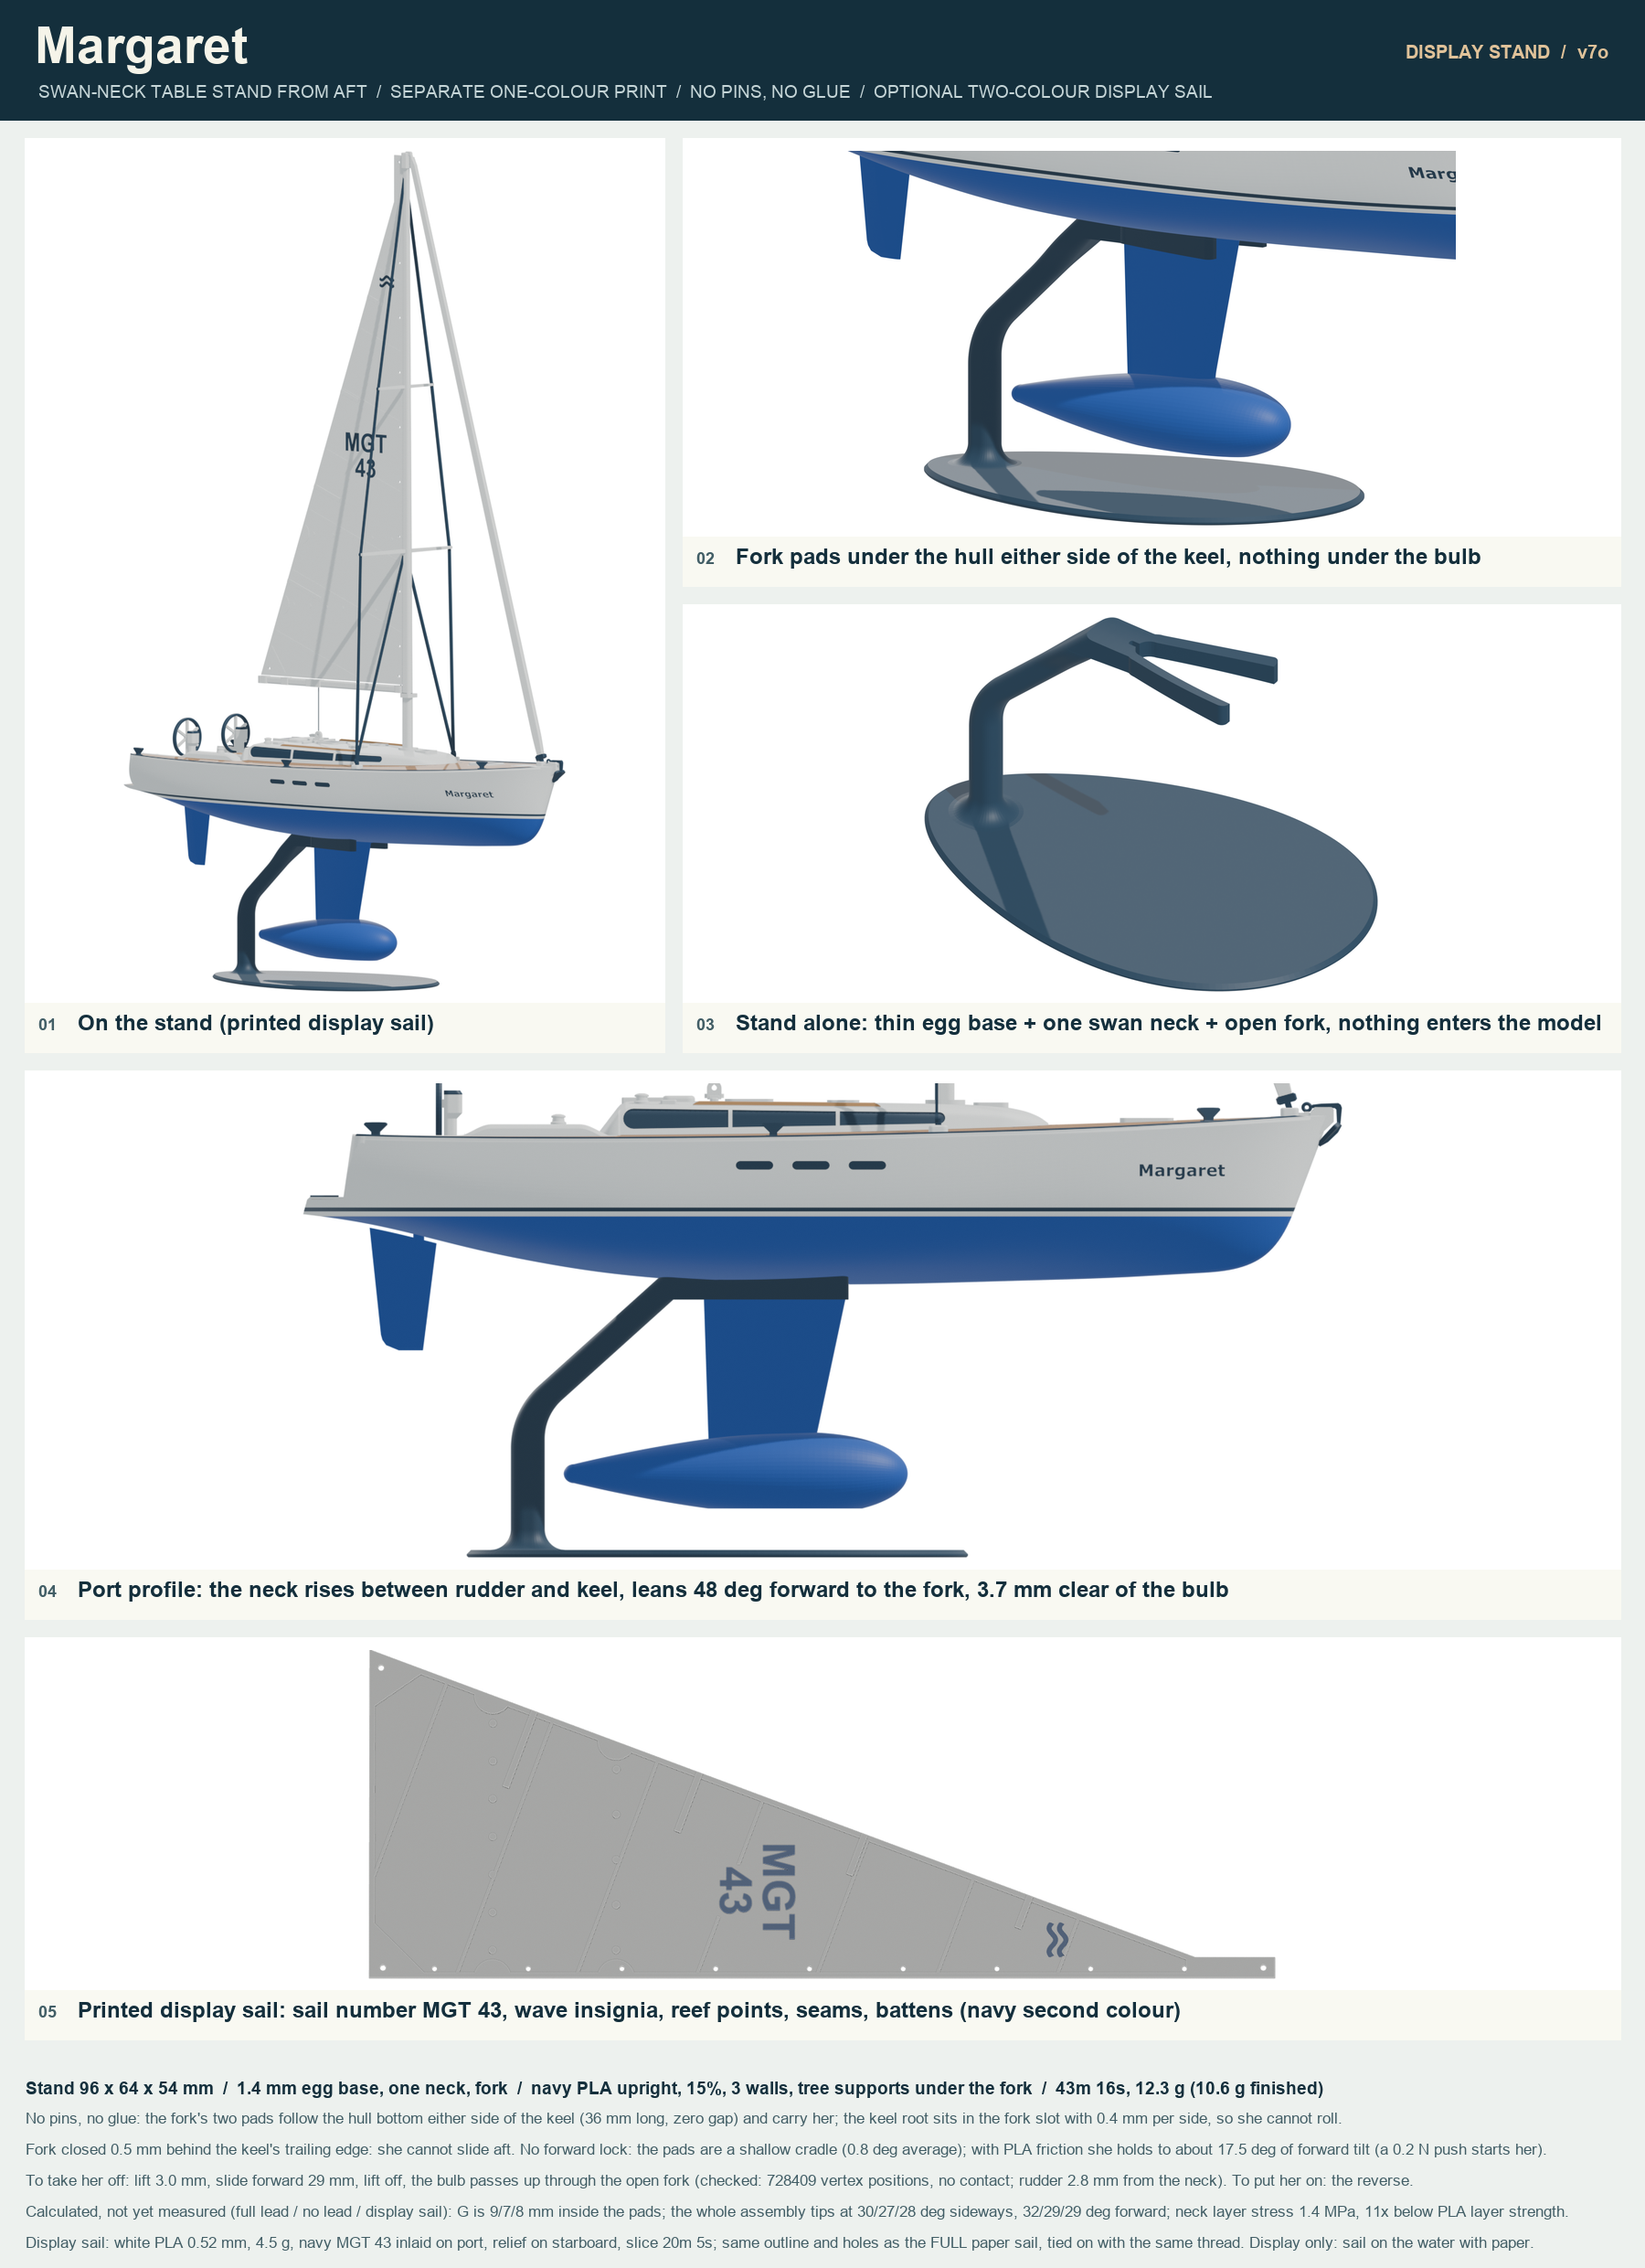 Margaret
DISPLAY STAND / v7o
SWAN-NECK TABLE STAND FROM AFT / SEPARATE ONE-COLOUR PRINT / NO PINS, NO GLUE / OPTIONAL TWO-COLOUR DISPLAY SAIL
MGT
43
Margaret
01 On the stand (printed display sail)
Marg
02 Fork pads under the hull either side of the keel, nothing under the bulb
03 Stand alone: thin egg base + one swan neck + open fork, nothing enters the model
Margaret
04 Port profile: the neck rises between rudder and keel, leans 48 deg forward to the fork, 3.7 mm clear of the bulb
MGT
43
05 Printed display sail: sail number MGT 43, wave insignia, reef points, seams, battens (navy second colour)
Stand 96 x 64 x 54 mm / 1.4 mm egg base, one neck, fork / navy PLA upright, 15%, 3 walls, tree supports under the fork / 43m 16s, 12.3 g (10.6 g finished)
No pins, no glue: the fork's two pads follow the hull bottom either side of the keel (36 mm long, zero gap) and carry her; the keel root sits in the fork slot with 0.4 mm per side, so she cannot roll.
Fork closed 0.5 mm behind the keel's trailing edge: she cannot slide aft. No forward lock: the pads are a shallow cradle (0.8 deg average); with PLA friction she holds to about 17.5 deg of forward tilt (a 0.2 N push starts her).
To take her off: lift 3.0 mm, slide forward 29 mm, lift off, the bulb passes up through the open fork (checked: 728409 vertex positions, no contact; rudder 2.8 mm from the neck). To put her on: the reverse.
Calculated, not yet measured (full lead / no lead / display sail): G is 9/7/8 mm inside the pads; the whole assembly tips at 30/27/28 deg sideways, 32/29/29 deg forward; neck layer stress 1.4 MPa, 11x below PLA layer strength.
Display sail: white PLA 0.52 mm, 4.5 g, navy MGT 43 inlaid on port, relief on starboard, slice 20m 5s; same outline and holes as the FULL paper sail, tied on with the same thread. Display only: sail on the water with paper.